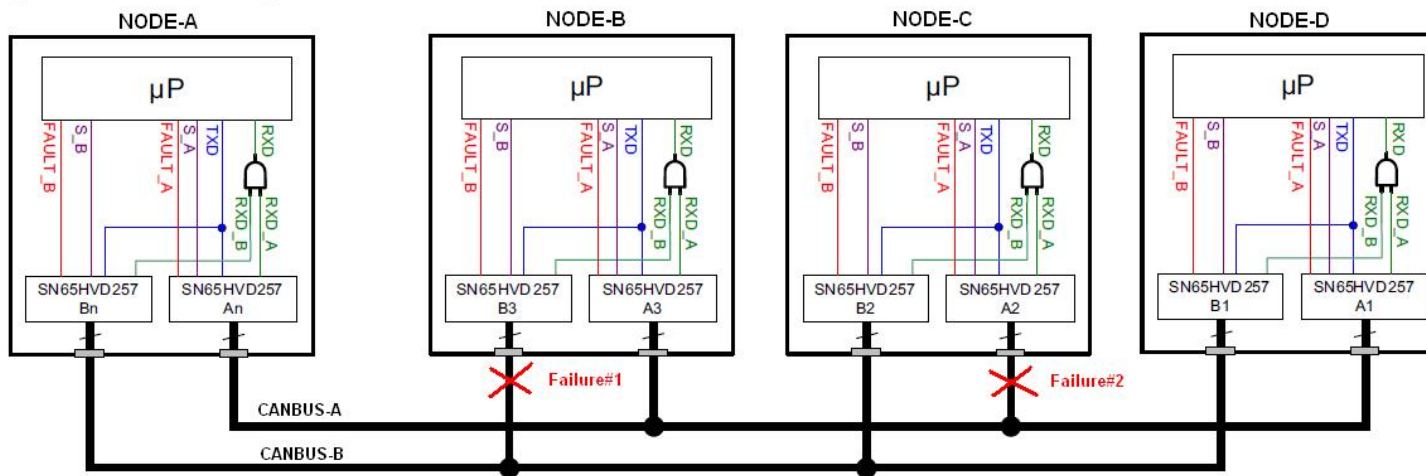 NODE-A
NODE-B
NODE-C
NODE-D
µP
µP
µP
µP
FAULT_B
S_B
FAULT_A
S_A
TXD
RXD
RXD_B
RXD_A
FAULT_B
S_B
FAULT_A
S_A
TXD
RXD
RXD_B
RXD_A
FAULT_B
S_B
FAULT_A
S_A
TXD
RXD
RXD_B
RXD_A
FAULT_B
S_B
FAULT_A
S_A
TXD
RXD
RXD_B
RXD_A
SN65HVD257
Bn
SN65HVD257
An
SN65HVD257
B3
SN65HVD257
A3
SN65HVD257
B2
SN65HVD257
A2
SN65HVD257
B1
SN65HVD257
A1
Failure#1
Failure#2
CANBUS-A
CANBUS-B